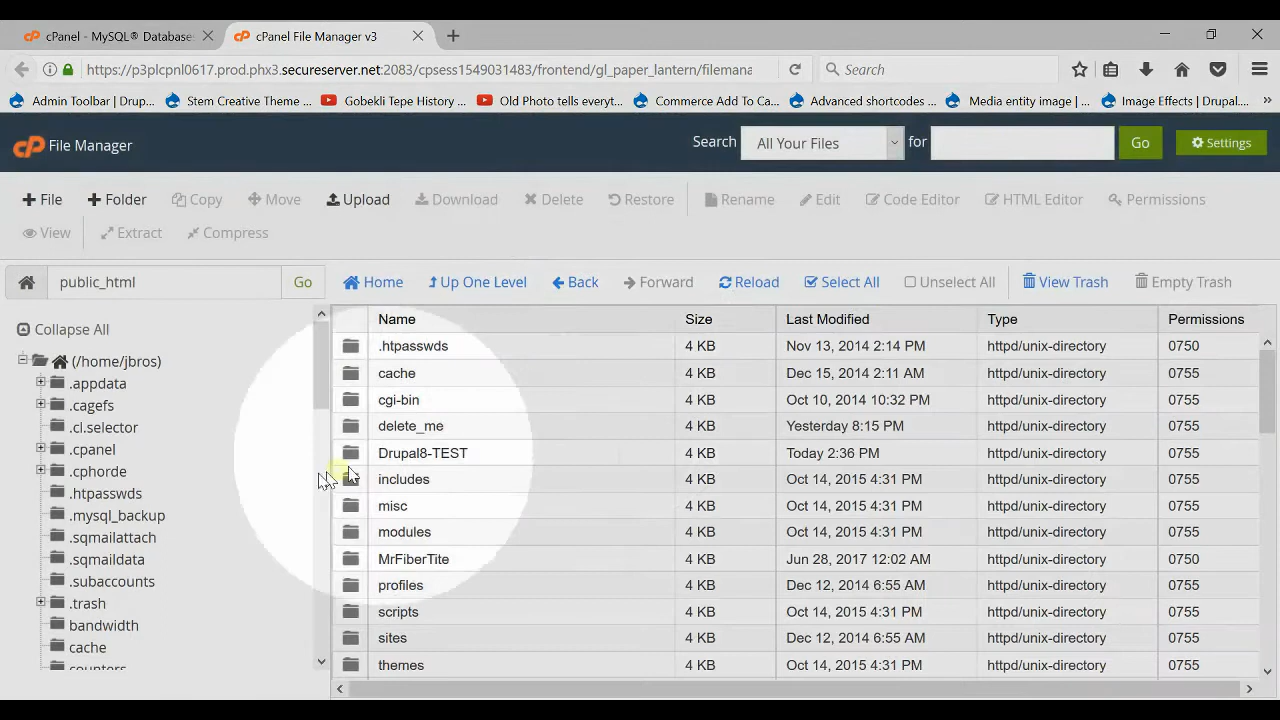 cPanel - MySQL® Database
cPanel File Manager v3
https://p3plcpnl0617.prod.phx3.secureserver.net:2083/cpsess1549031483/frontend/gl_paper_lantern/filemana
Search
Admin Toolbar | Drup...
Stem Creative Theme ...
Gobekli Tepe History ...
Old Photo tells everyt...
Commerce Add To Ca...
Advanced shortcodes ...
Media entity image | ...
Image Effects | Drupal....
cP File Manager
Search All Your Files for Go Settings
File Folder Copy Move Upload Download Delete Restore Rename Edit Code Editor HTML Editor Permissions
View Extract Compress
public_html Go Home Up One Level Back Forward Reload Select All Unselect All View Trash Empty Trash
Collapse All
(/home/jbros)
.appdata
.cagefs
.cl.selector
.cpanel
.cphorde
.htpasswds
.mysql_backup
.sqmailattach
.sqmaildata
.subaccounts
.trash
bandwidth
cache
counters
Name Size Last Modified Type Permissions
.htpasswds 4 KB Nov 13, 2014 2:14 PM httpd/unix-directory 0750
cache 4 KB Dec 15, 2014 2:11 AM httpd/unix-directory 0755
cgi-bin 4 KB Oct 10, 2014 10:32 PM httpd/unix-directory 0755
delete_me 4 KB Yesterday 8:15 PM httpd/unix-directory 0755
Drupal8-TEST 4 KB Today 2:36 PM httpd/unix-directory 0755
includes 4 KB Oct 14, 2015 4:31 PM httpd/unix-directory 0755
misc 4 KB Oct 14, 2015 4:31 PM httpd/unix-directory 0755
modules 4 KB Oct 14, 2015 4:31 PM httpd/unix-directory 0755
MrFiberTite 4 KB Jun 28, 2017 12:02 AM httpd/unix-directory 0750
profiles 4 KB Dec 12, 2014 6:55 AM httpd/unix-directory 0755
scripts 4 KB Oct 14, 2015 4:31 PM httpd/unix-directory 0755
sites 4 KB Dec 12, 2014 6:55 AM httpd/unix-directory 0755
themes 4 KB Oct 14, 2015 4:31 PM httpd/unix-directory 0755